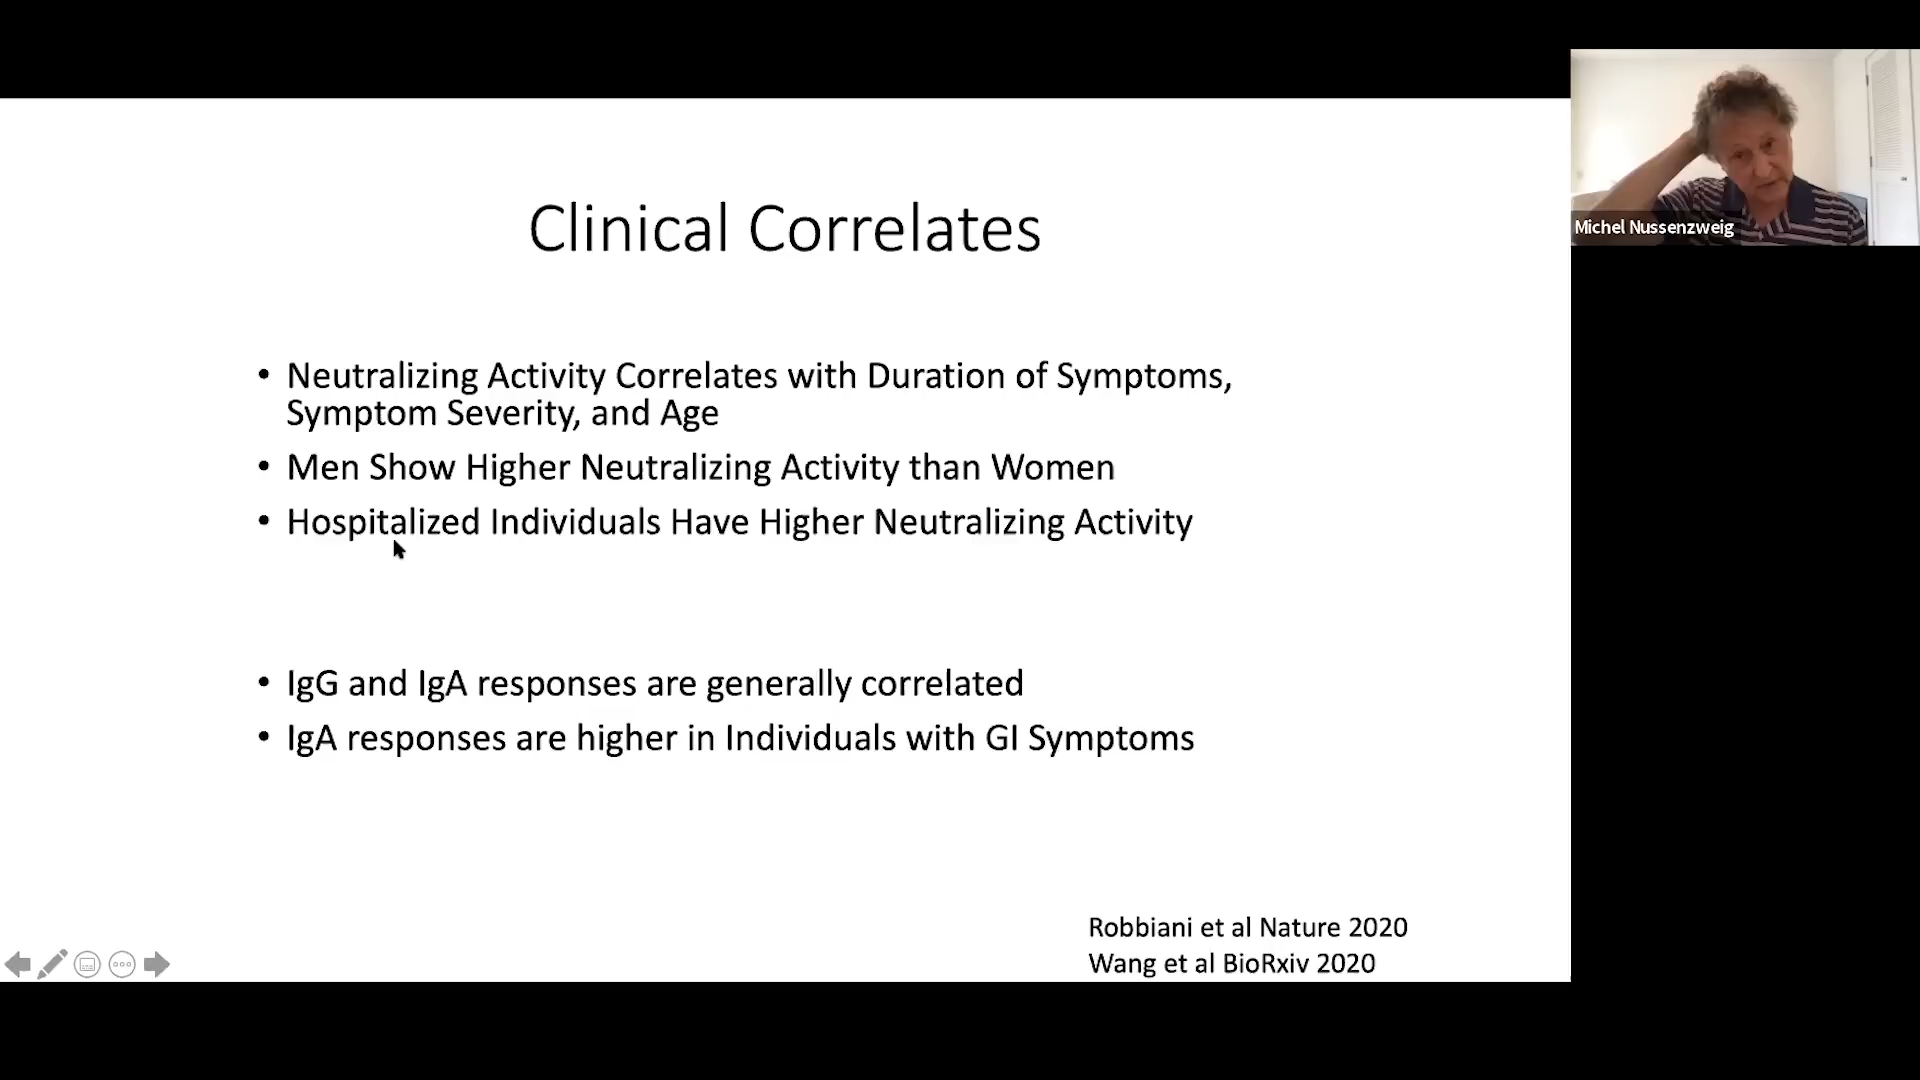 Clinical Correlates
• Neutralizing Activity Correlates with Duration of Symptoms,
Symptom Severity, and Age
• Men Show Higher Neutralizing Activity than Women
• Hospitalized Individuals Have Higher Neutralizing Activity
• IgG and IgA responses are generally correlated
• IgA responses are higher in Individuals with GI Symptoms
Robbiani et al Nature 2020
Wang et al BioRxiv 2020
Michel Nussenzweig